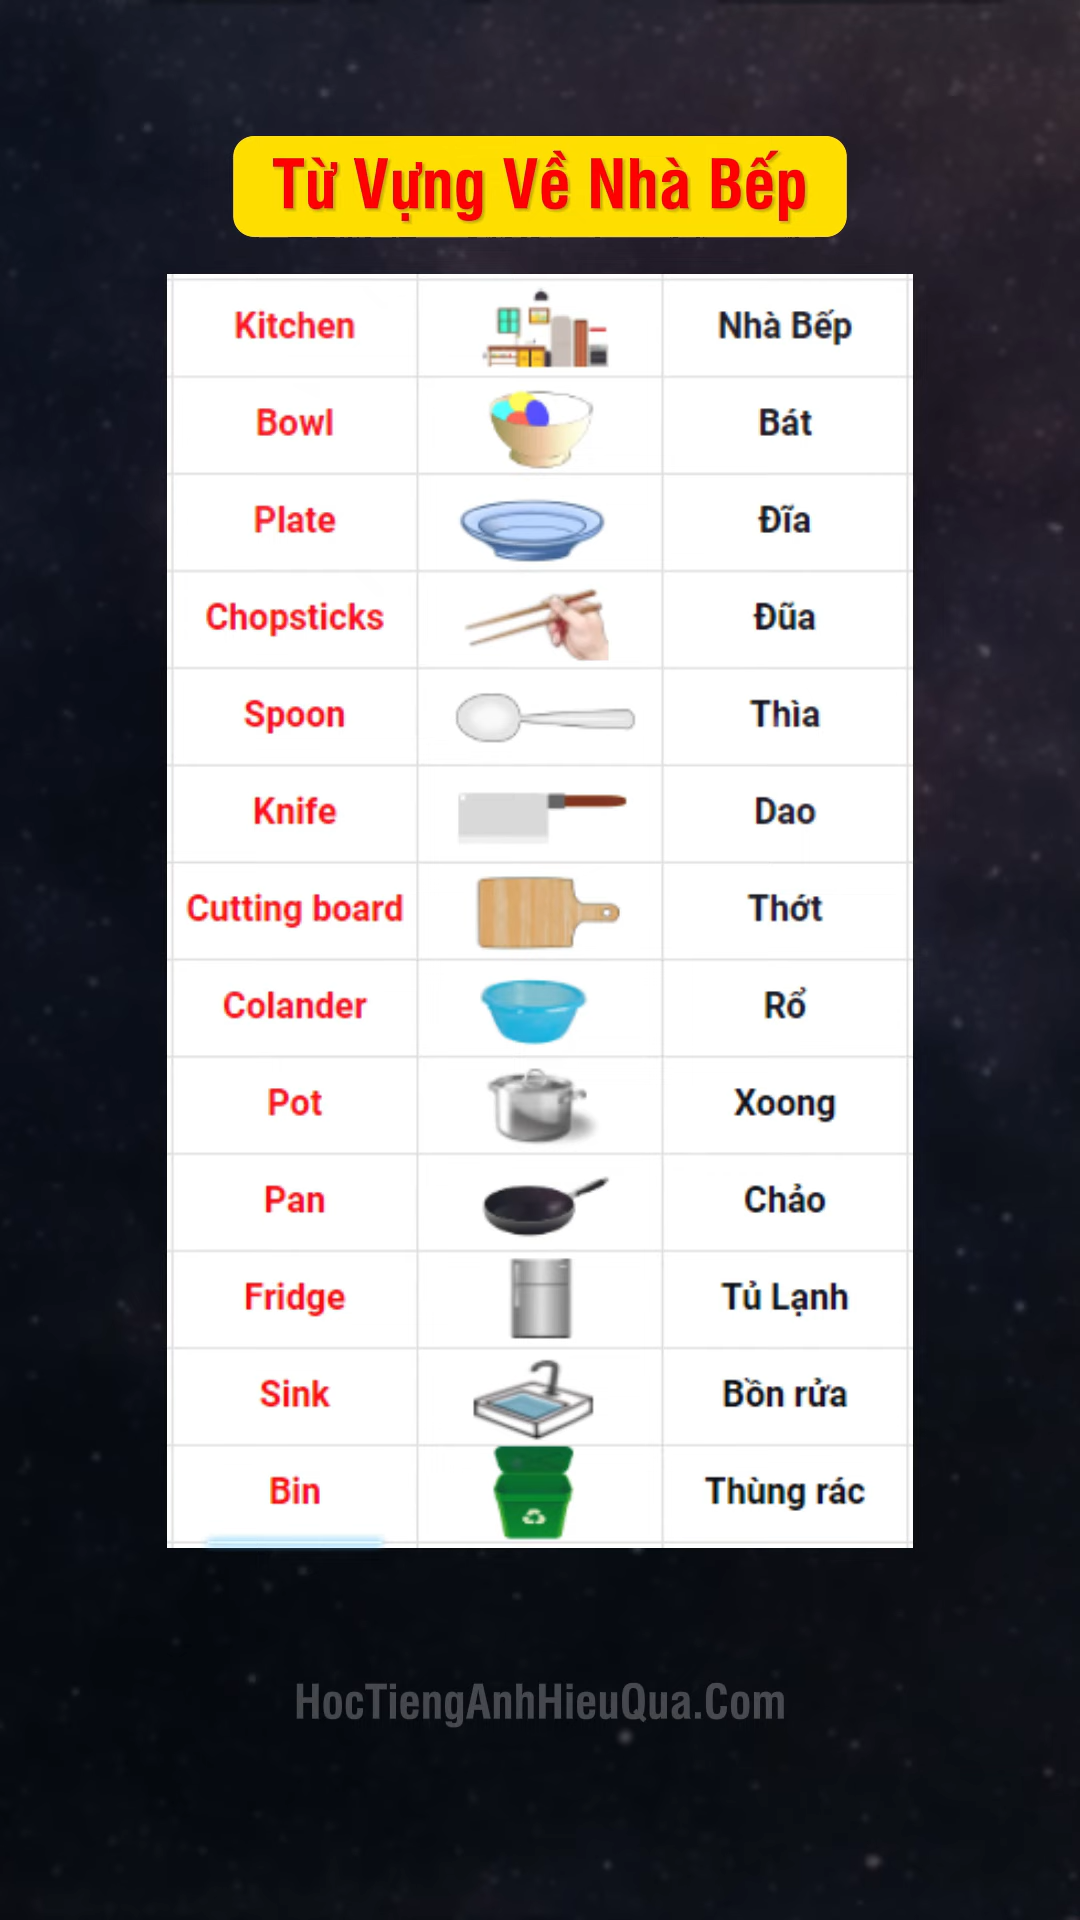 Từ Vựng Về Nhà Bếp
Kitchen Nhà Bếp
Bowl Bát
Plate Đĩa
Chopsticks Đũa
Spoon Thìa
Knife Dao
Cutting board Thớt
Colander Rổ
Pot Xoong
Pan Chảo
Fridge Tủ Lạnh
Sink Bồn rửa
Bin Thùng rác
HocTiengAnhHieuQua.Com